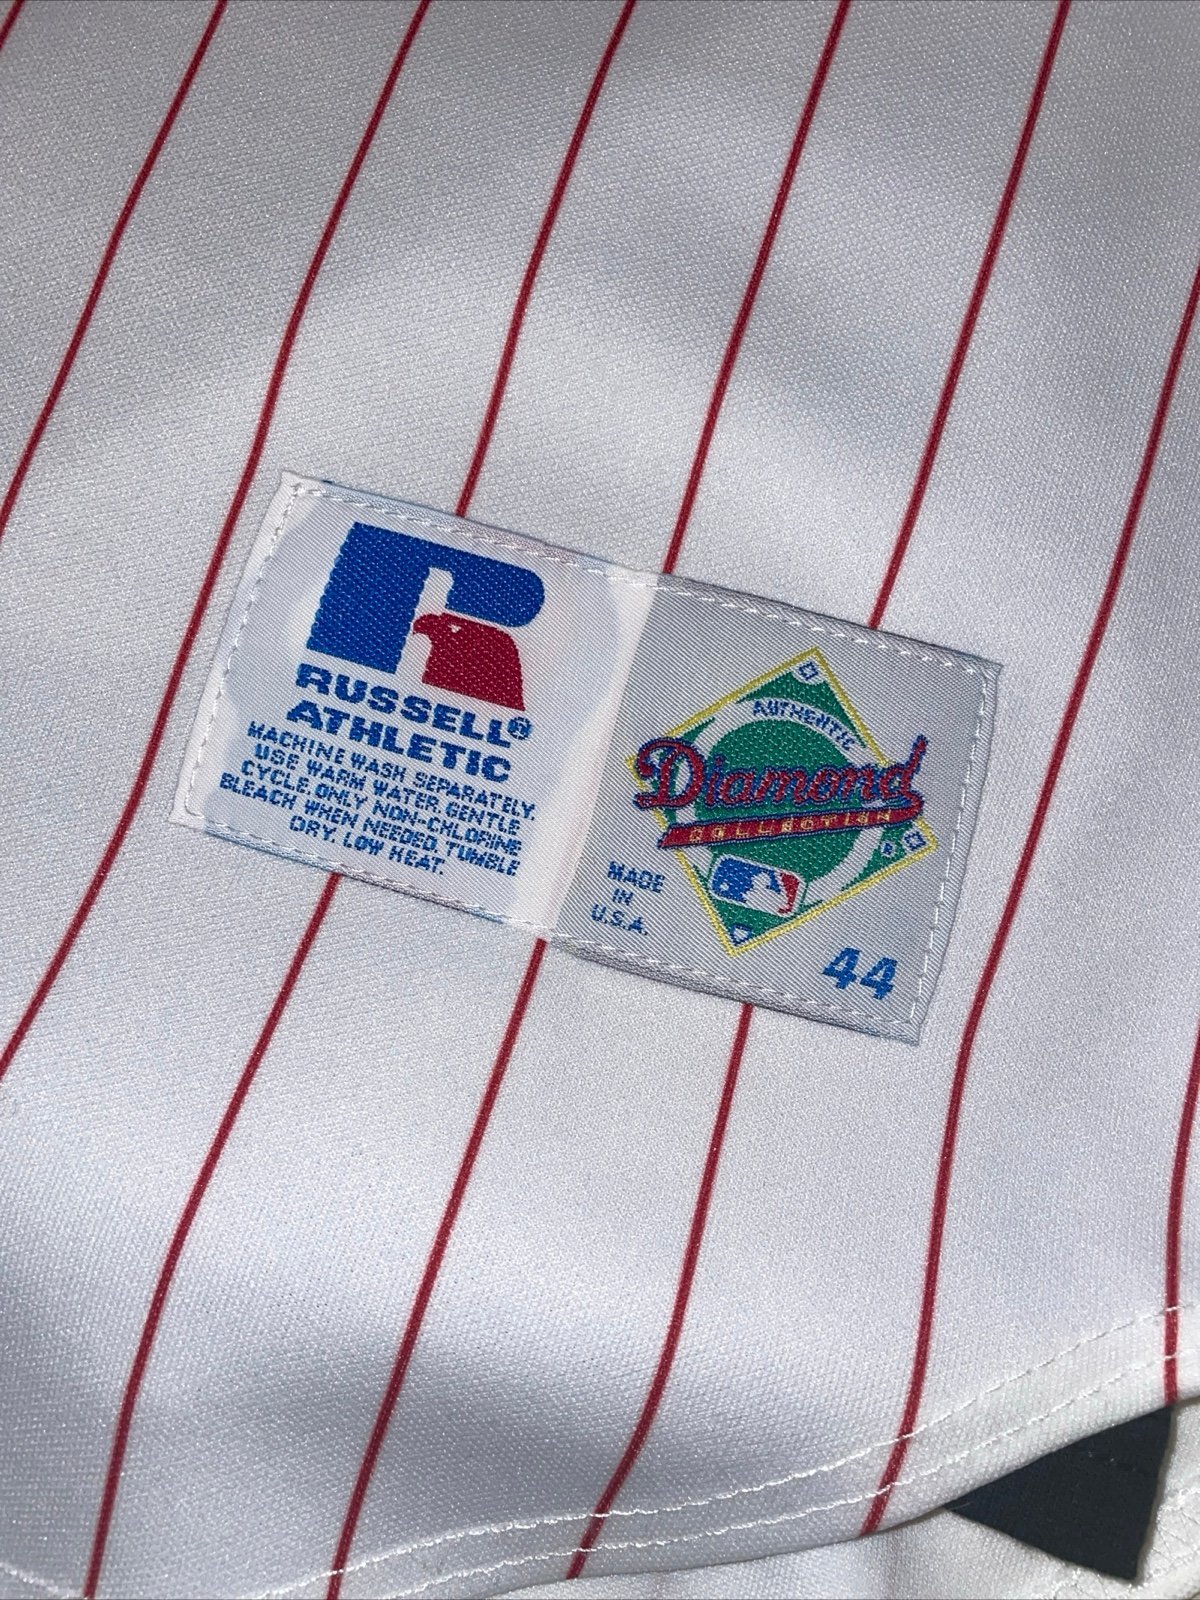 RUSSELL®
ATHLETIC
MACHINE WASH SEPARATELY.
USE WARM WATER. GENTLE
CYCLE. ONLY NON-CHLORINE
BLEACH WHEN NEEDED. TUMBLE
DRY. LOW HEAT.
AUTHENTIC
Diamond
COLLECTION
MADE
IN
U.S.A.
44